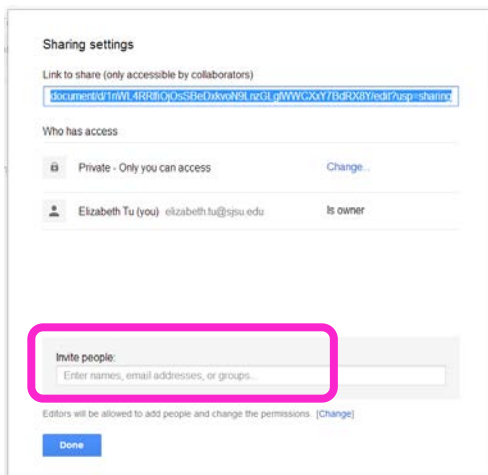 Sharing settings
Link to share (only accessible by collaborators)
Who has access
Private - Only you can access Change...
Elizabeth Tu (you) elizabeth.tu@sjsu.edu Is owner
Invite people:
Enter names, email addresses, or groups...
Editors will be allowed to add people and change the permissions. [Change]
Done